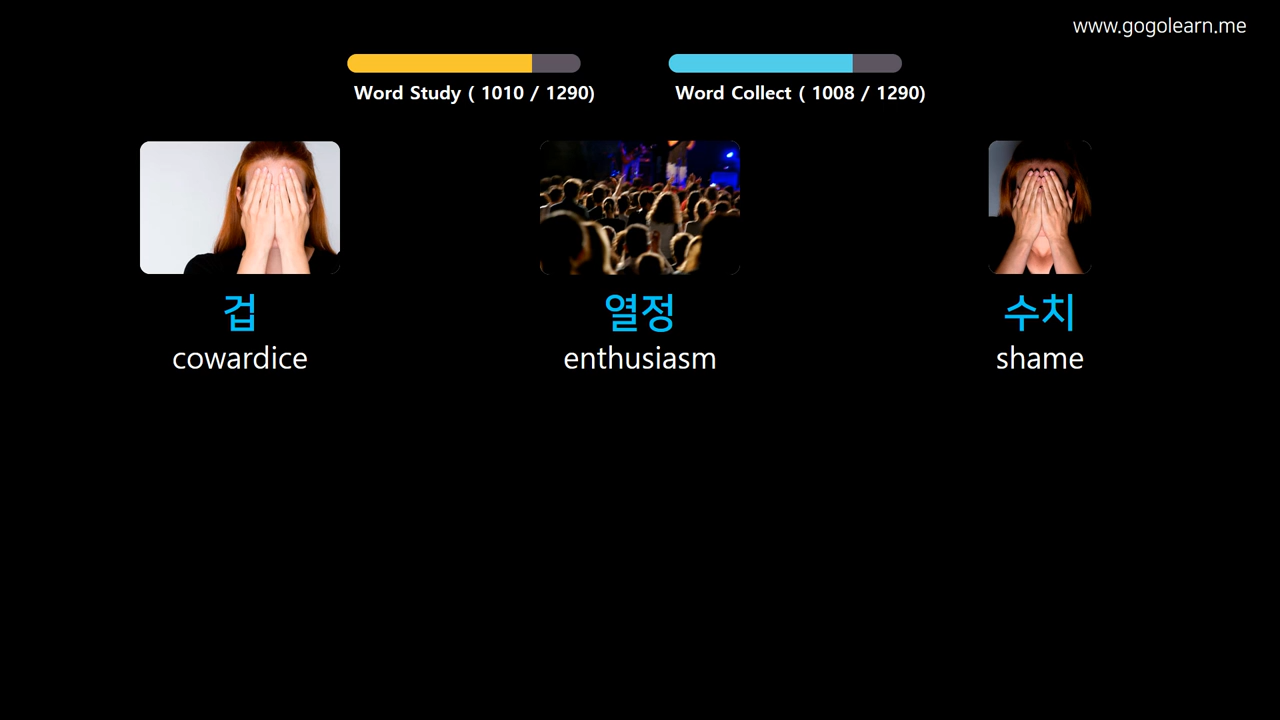 www.gogolearn.me
Word Study ( 1010 / 1290)
Word Collect ( 1008 / 1290)
겁
cowardice
열정
enthusiasm
수치
shame